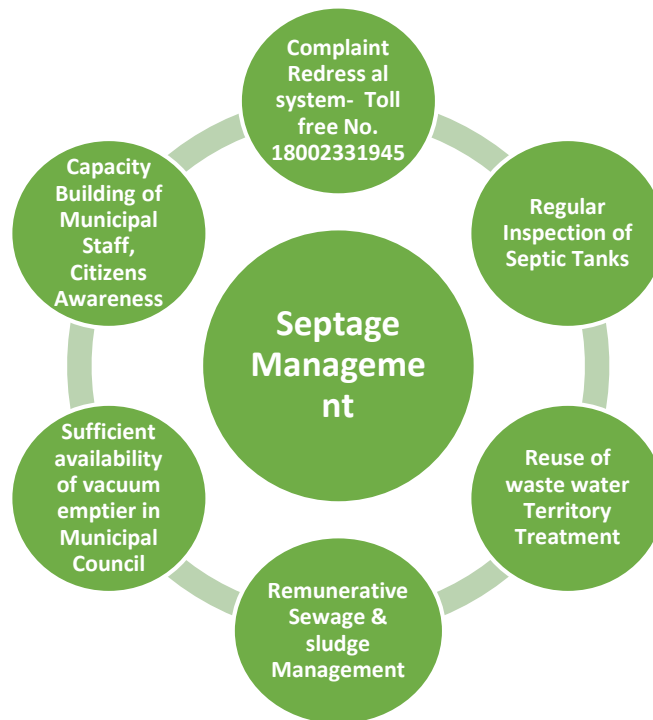 Complaint
Redress al
system-  Toll
free No.
18002331945
Regular
Inspection of
Septic Tanks
Reuse of
waste water
Territory
Treatment
Remunerative
Sewage &
sludge
Management
Sufficient
availability
of vacuum
emptier in
Municipal
Council
Capacity
Building of
Municipal
Staff,
Citizens
Awareness
Septage
Manageme
nt